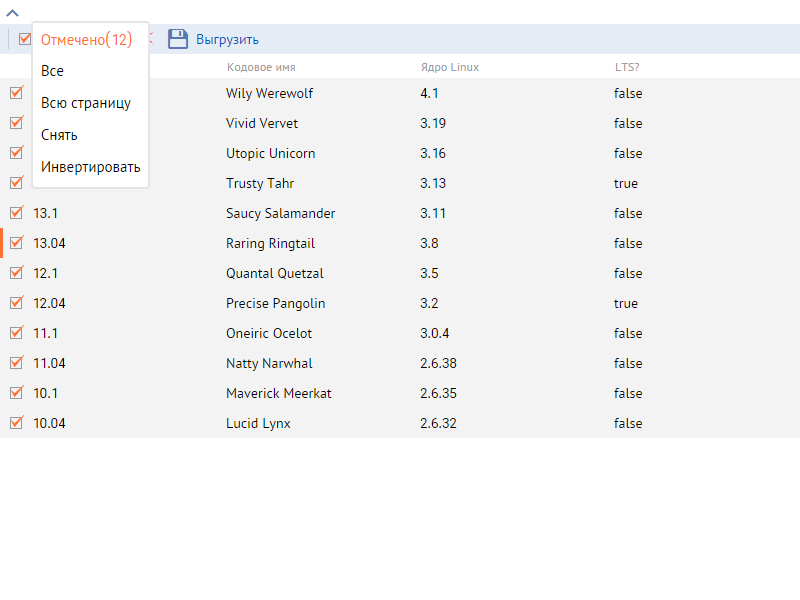 Отмечено(12)
Выгрузить
Все
Всю страницу
Снять
Инвертировать
Кодовое имя Ядро Linux LTS?
Wily Werewolf 4.1 false
Vivid Vervet 3.19 false
Utopic Unicorn 3.16 false
Trusty Tahr 3.13 true
13.1 Saucy Salamander 3.11 false
13.04 Raring Ringtail 3.8 false
12.1 Quantal Quetzal 3.5 false
12.04 Precise Pangolin 3.2 true
11.1 Oneiric Ocelot 3.0.4 false
11.04 Natty Narwhal 2.6.38 false
10.1 Maverick Meerkat 2.6.35 false
10.04 Lucid Lynx 2.6.32 false